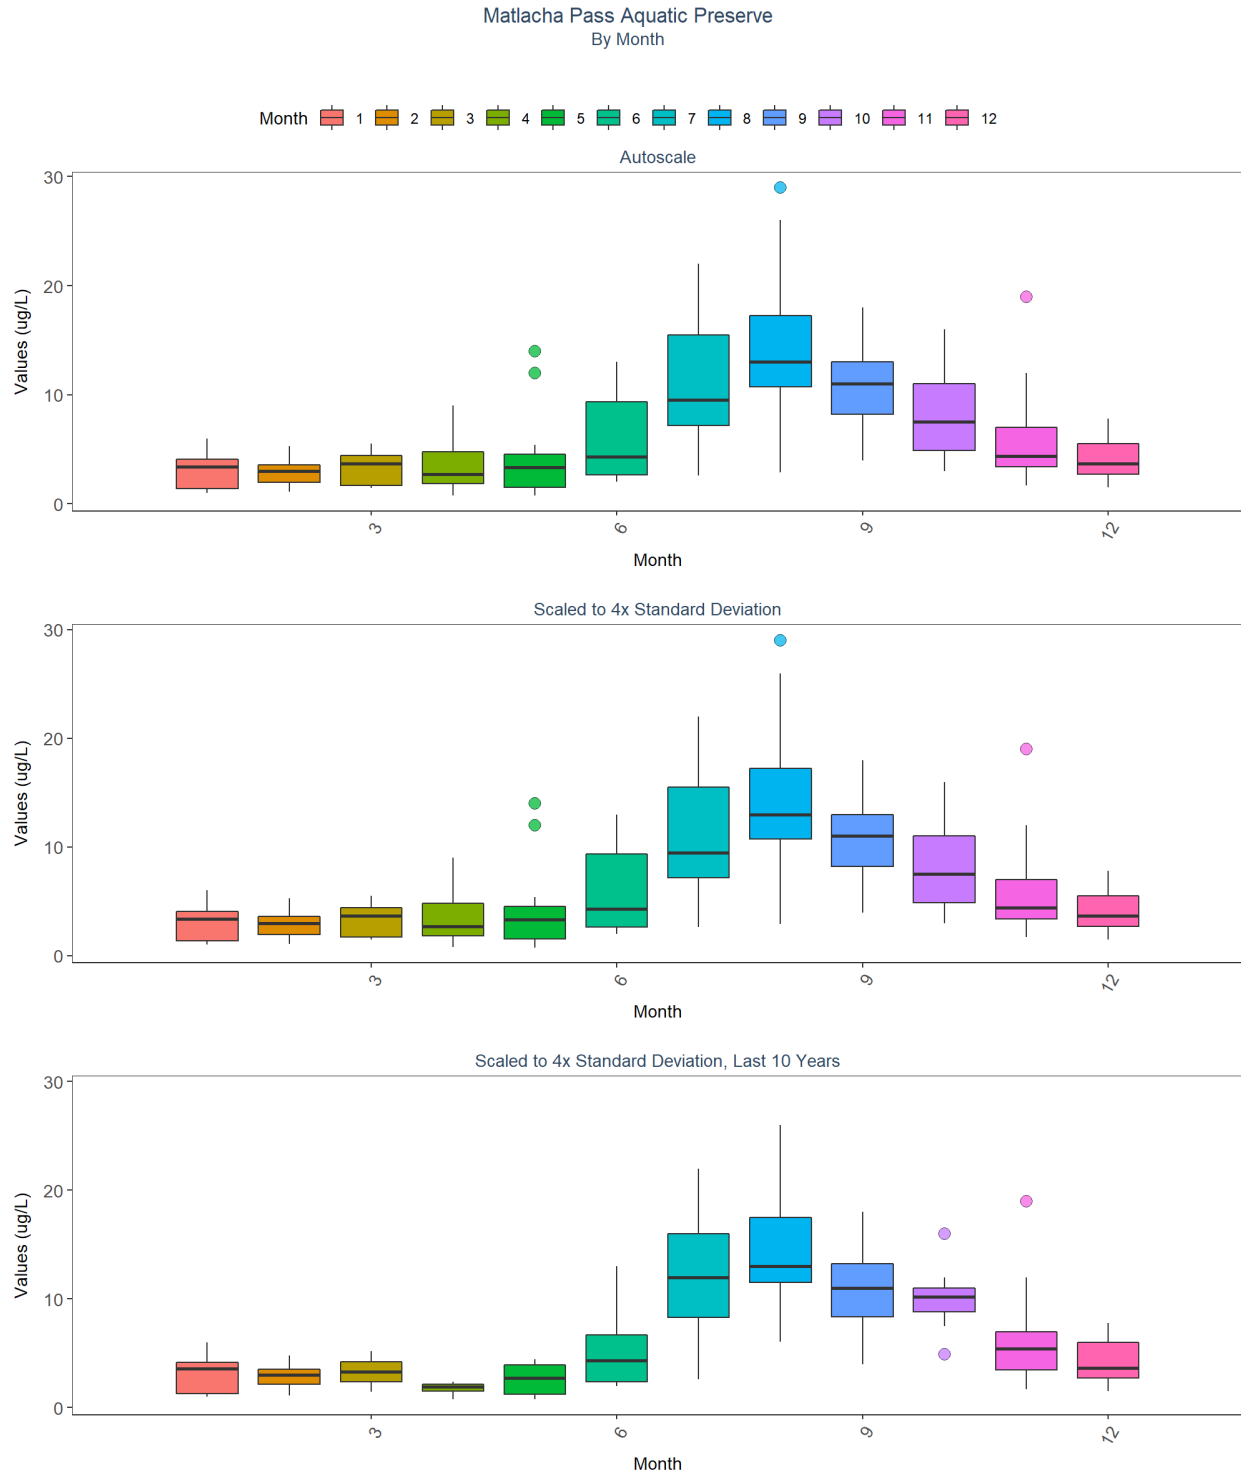 Matlacha Pass Aquatic Preserve
By Month
Month 1 2 3 4 5 6 7 8 9 10 11 12
Autoscale
Values (ug/L)
30
20
10
0
3 6 9 12
Month
Scaled to 4x Standard Deviation
Values (ug/L)
30
20
10
0
3 6 9 12
Month
Scaled to 4x Standard Deviation, Last 10 Years
Values (ug/L)
30
20
10
0
3 6 9 12
Month